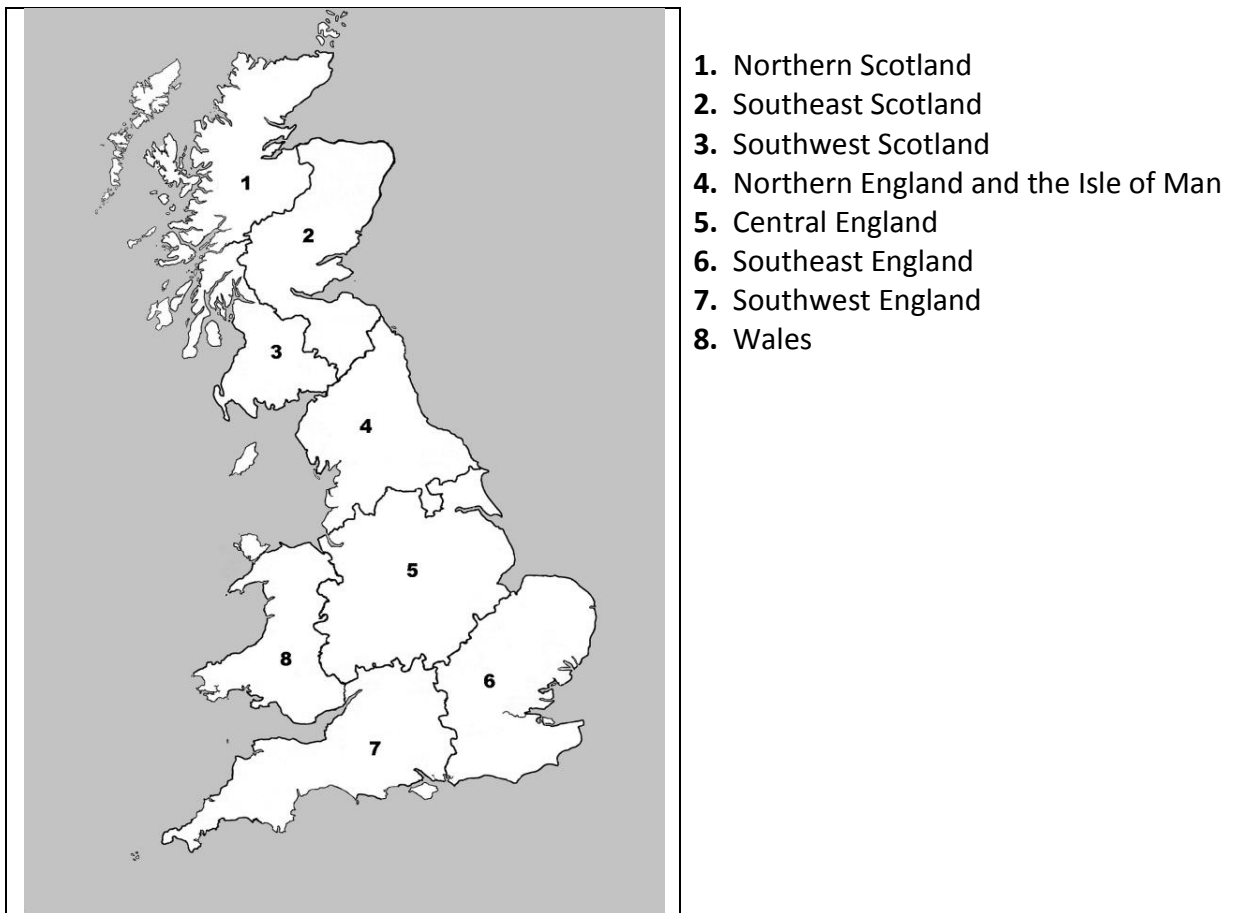 1. Northern Scotland
2. Southeast Scotland
3. Southwest Scotland
4. Northern England and the Isle of Man
5. Central England
6. Southeast England
7. Southwest England
8. Wales
1
2
3
4
5
8
6
7